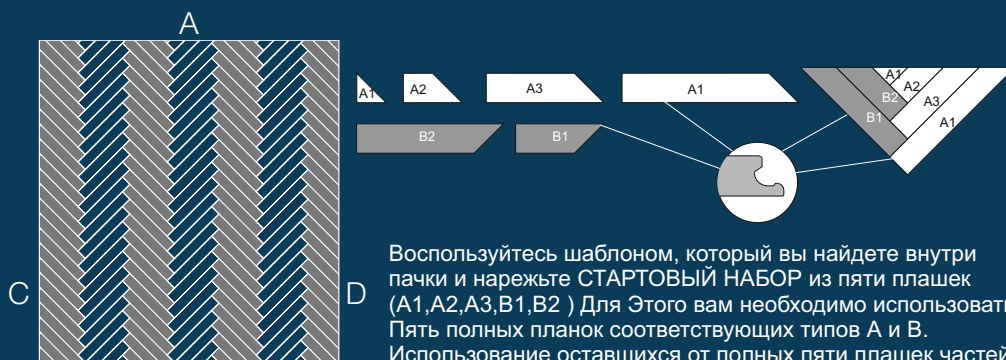 A
A1
A2
A3
A1
B2
B1
A1
A2
B2
A3
B1
A1
C
D
Воспользуйтесь шаблоном, который вы найдете внутри
пачки и нарежьте СТАРТОВЫЙ НАБОР из пяти плашек
(A1,A2,A3,B1,B2 ) Для Этого вам необходимо использоват
Пять полных планок соответствующих типов А и В.
Использование оставшихся от полных пяти плашек частей